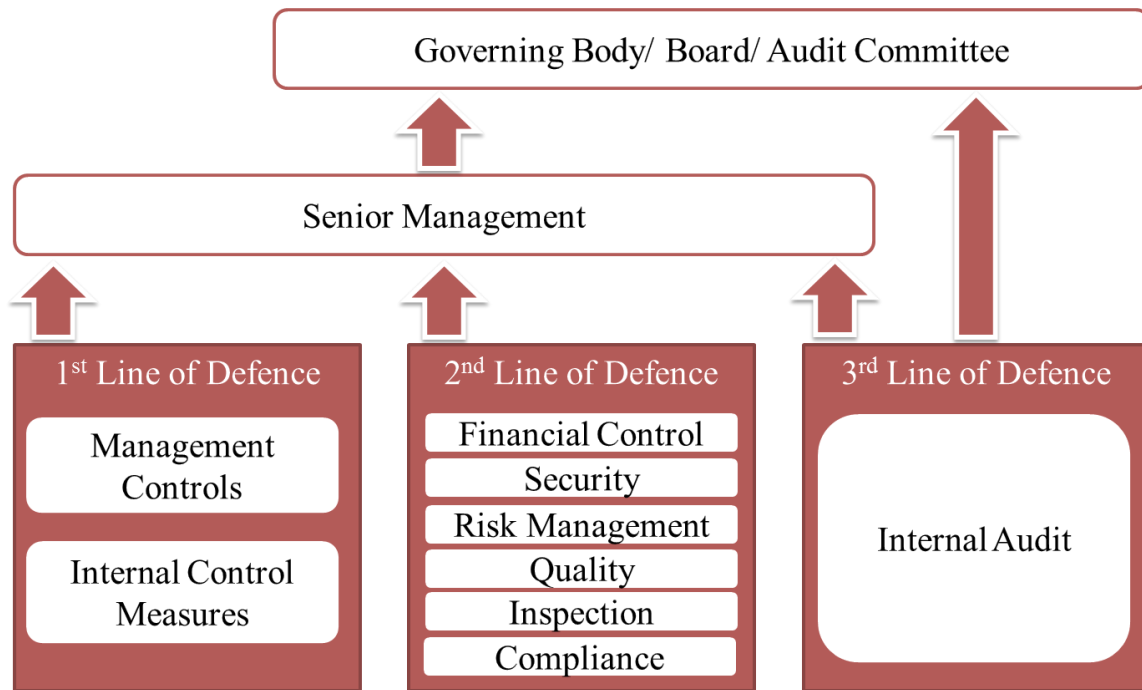 Governing Body/ Board/ Audit Committee
Senior Management
1st Line of Defence
Management
Controls
Internal Control
Measures
2nd Line of Defence
Financial Control
Security
Risk Management
Quality
Inspection
Compliance
3rd Line of Defence
Internal Audit